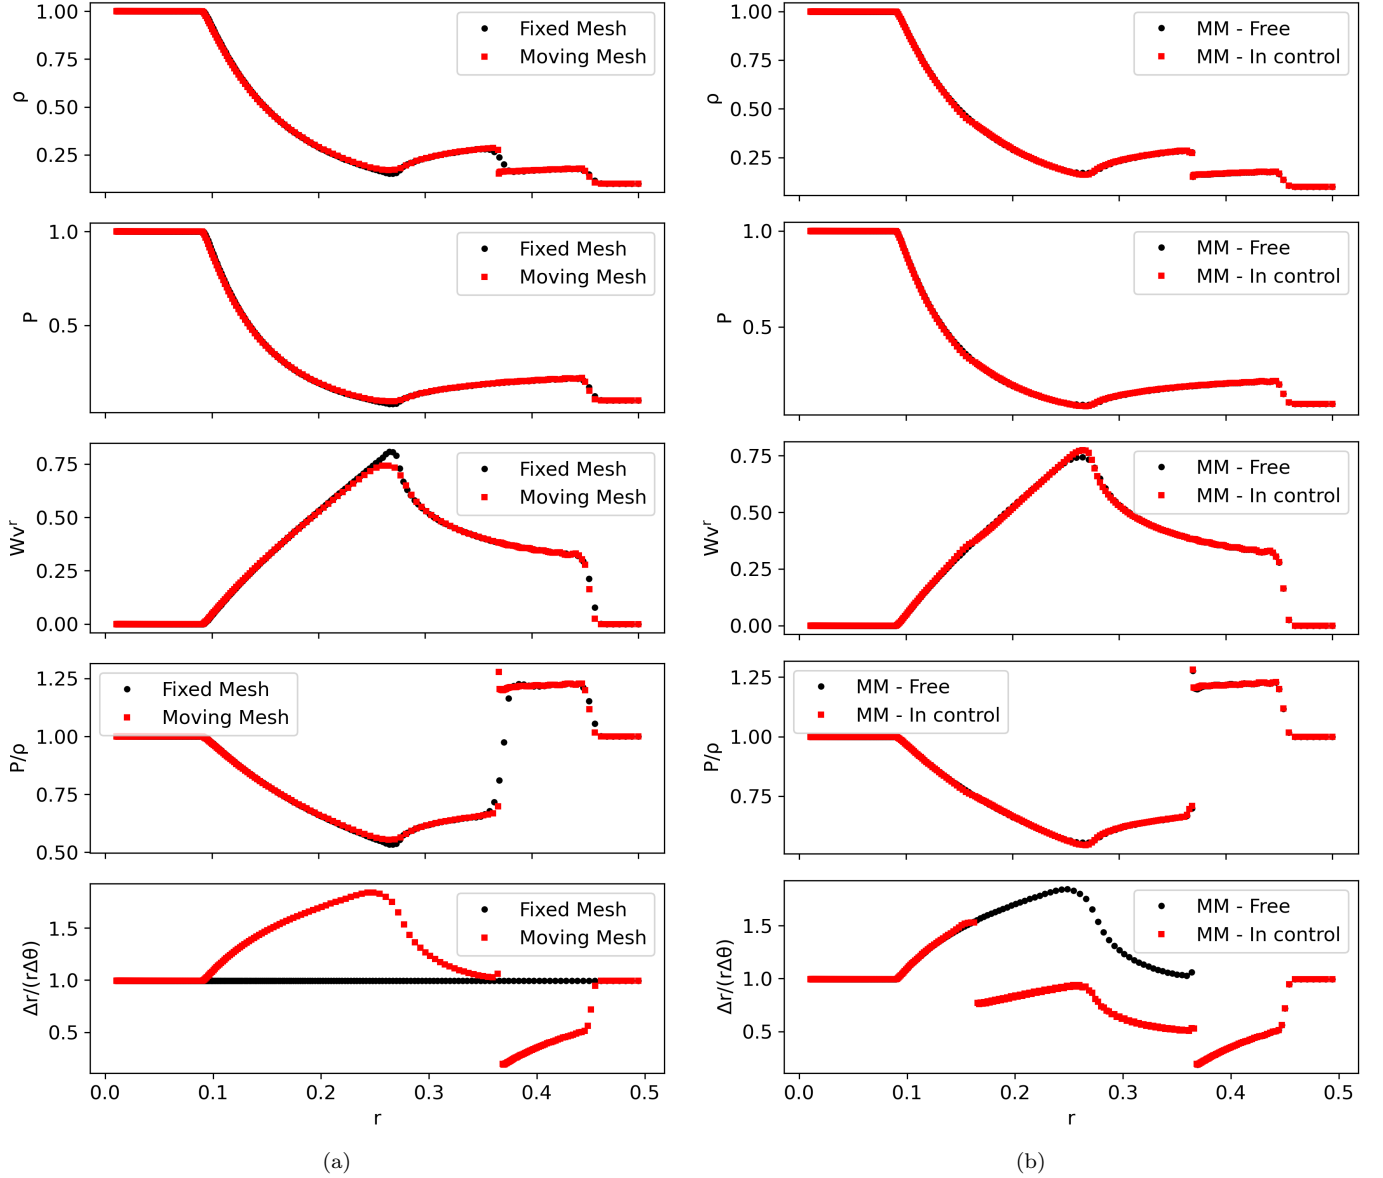 1.00
0.75
0.50
0.25
ρ
Fixed Mesh
Moving Mesh
1.0
0.5
P
Fixed Mesh
Moving Mesh
0.75
0.50
0.25
0.00
Wvʳ
Fixed Mesh
Moving Mesh
1.25
1.00
0.75
0.50
P/ρ
Fixed Mesh
Moving Mesh
1.5
1.0
0.5
Δr/(rΔθ)
Fixed Mesh
Moving Mesh
0.0 0.1 0.2 0.3 0.4 0.5
r
(a)
1.00
0.75
0.50
0.25
ρ
MM - Free
MM - In control
1.0
0.5
P
MM - Free
MM - In control
0.75
0.50
0.25
0.00
Wvʳ
MM - Free
MM - In control
1.25
1.00
0.75
P/ρ
MM - Free
MM - In control
1.5
1.0
0.5
Δr/(rΔθ)
MM - Free
MM - In control
0.0 0.1 0.2 0.3 0.4 0.5
r
(b)